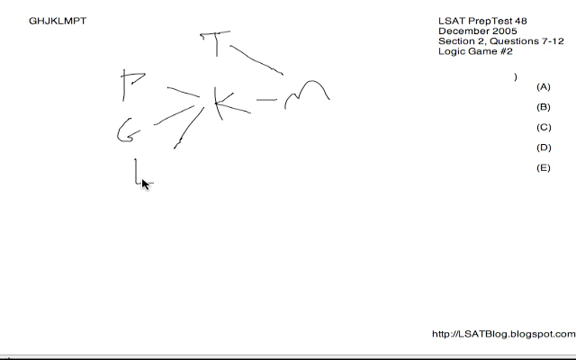 GHJKLMPT
LSAT PrepTest 48
December 2005
Section 2, Questions 7-12
Logic Game #2
)
(A)
(B)
(C)
(D)
(E)
T
P
K
M
G
L
http://LSATBlog.blogspot.com